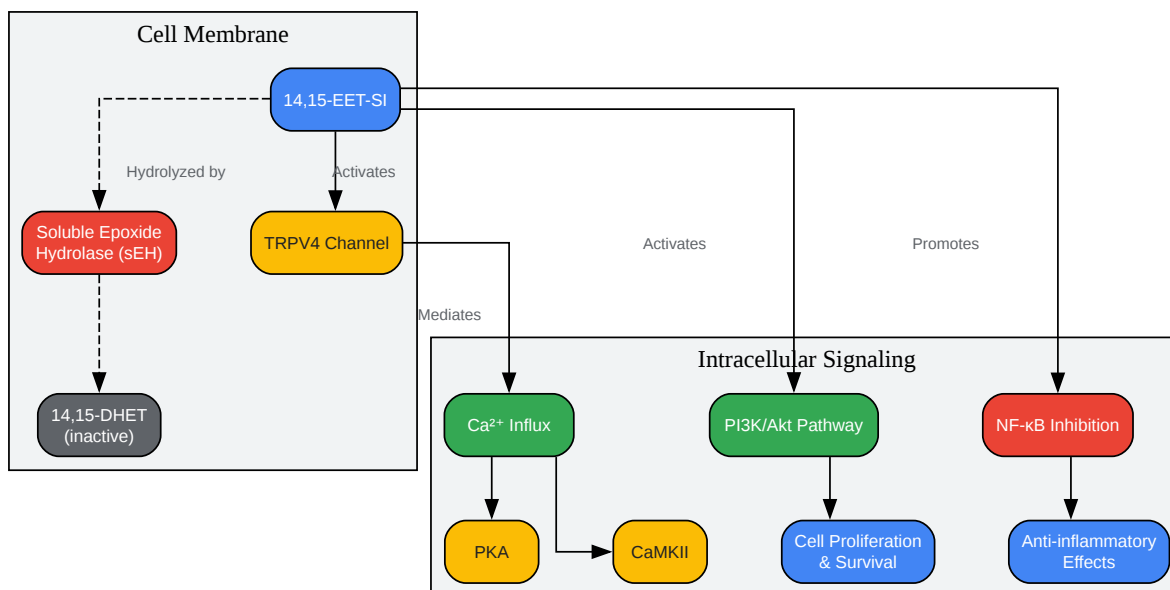 Cell Membrane
14,15-EET-SI
Hydrolyzed by
Activates
Soluble Epoxide
Hydrolase (sEH)
TRPV4 Channel
Activates
Promotes
Mediates
14,15-DHET
(inactive)
Intracellular Signaling
Ca²⁺ Influx
PI3K/Akt Pathway
NF-κB Inhibition
PKA
CaMKII
Cell Proliferation
& Survival
Anti-inflammatory
Effects